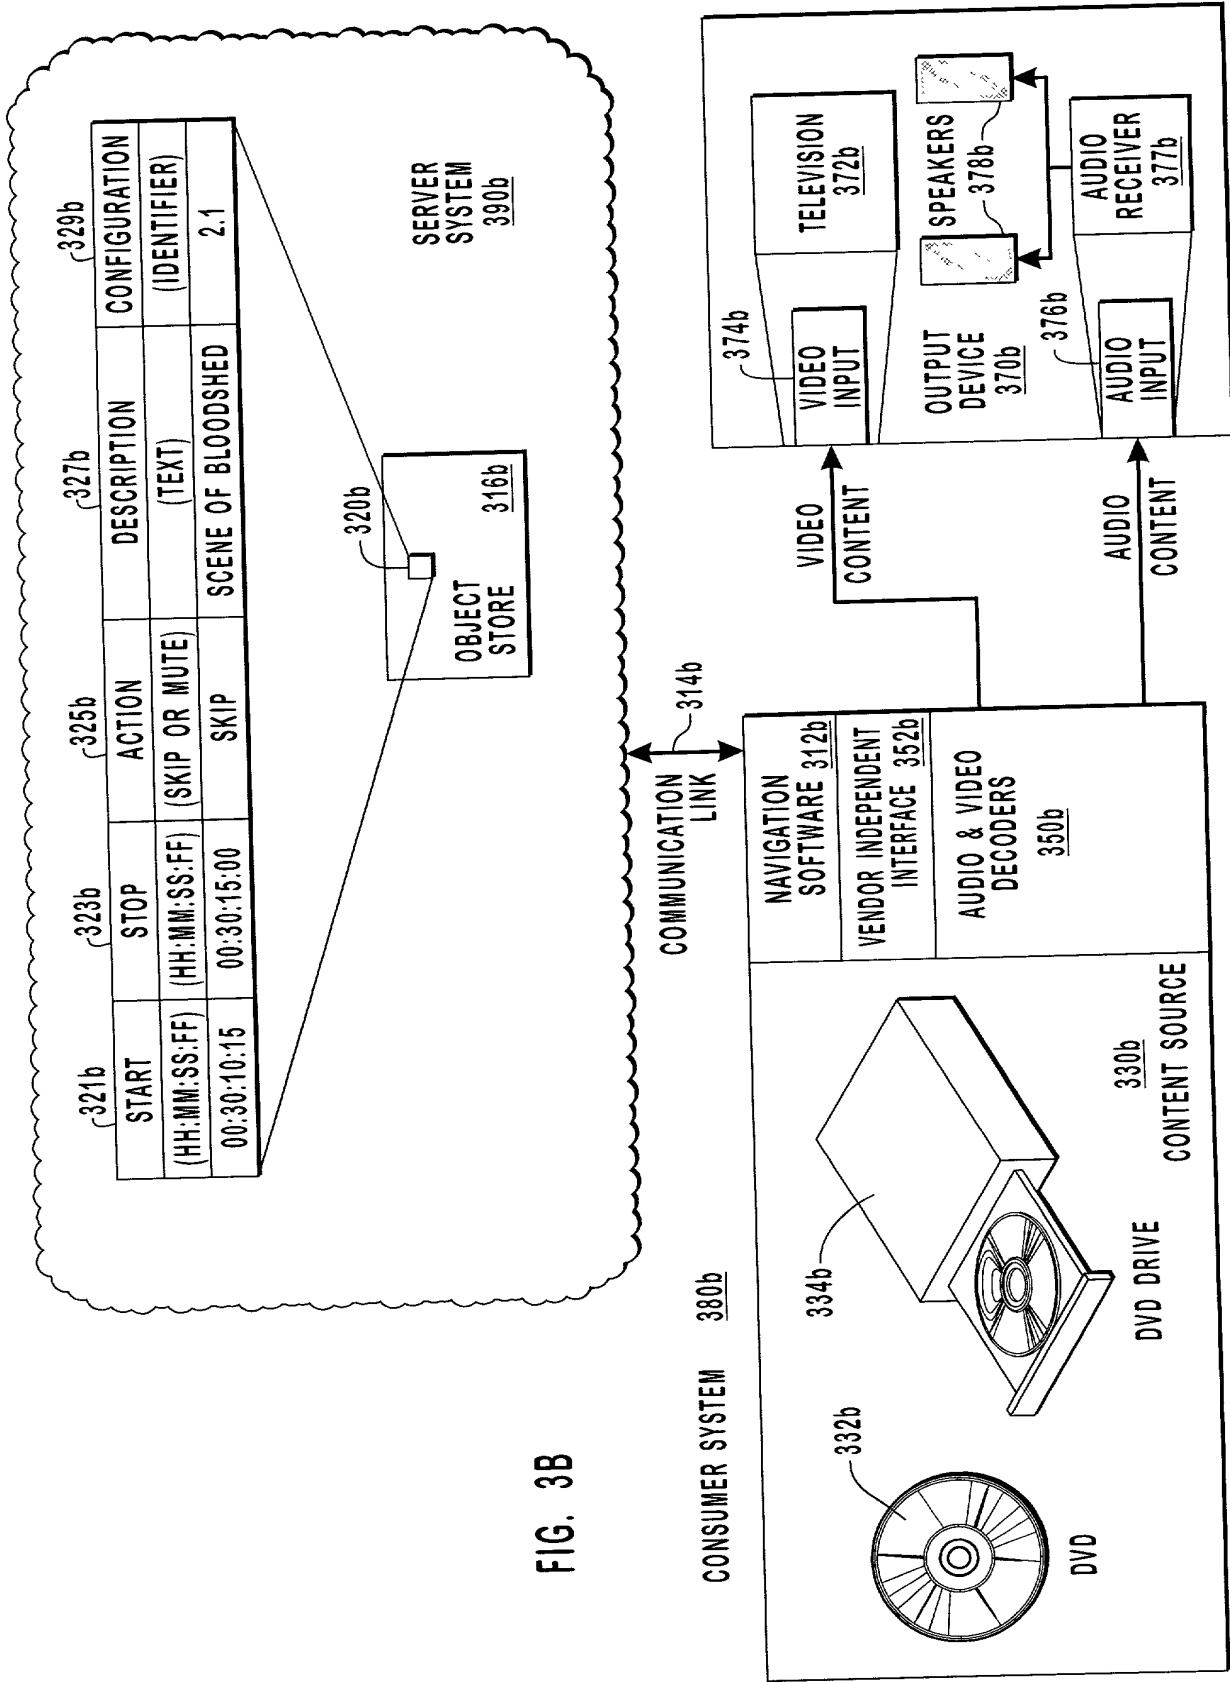 321b 323b 325b 327b 329b
START STOP ACTION DESCRIPTION CONFIGURATION
(HH:MM:SS:FF) (HH:MM:SS:FF) (SKIP OR MUTE) (TEXT) (IDENTIFIER)
00:30:10:15 00:30:15:00 SKIP SCENE OF BLOODSHED 2.1
320b
OBJECT
STORE
316b
SERVER
SYSTEM
390b
FIG. 3B
COMMUNICATION
LINK
314b
CONSUMER SYSTEM 380b
332b
DVD
334b
DVD DRIVE
330b
CONTENT SOURCE
NAVIGATION
SOFTWARE 312b
VENDOR INDEPENDENT
INTERFACE 352b
AUDIO & VIDEO
DECODERS
350b
VIDEO
CONTENT
AUDIO
CONTENT
374b
VIDEO
INPUT
TELEVISION
372b
OUTPUT
DEVICE
370b
SPEAKERS
378b
376b
AUDIO
INPUT
AUDIO
RECEIVER
377b